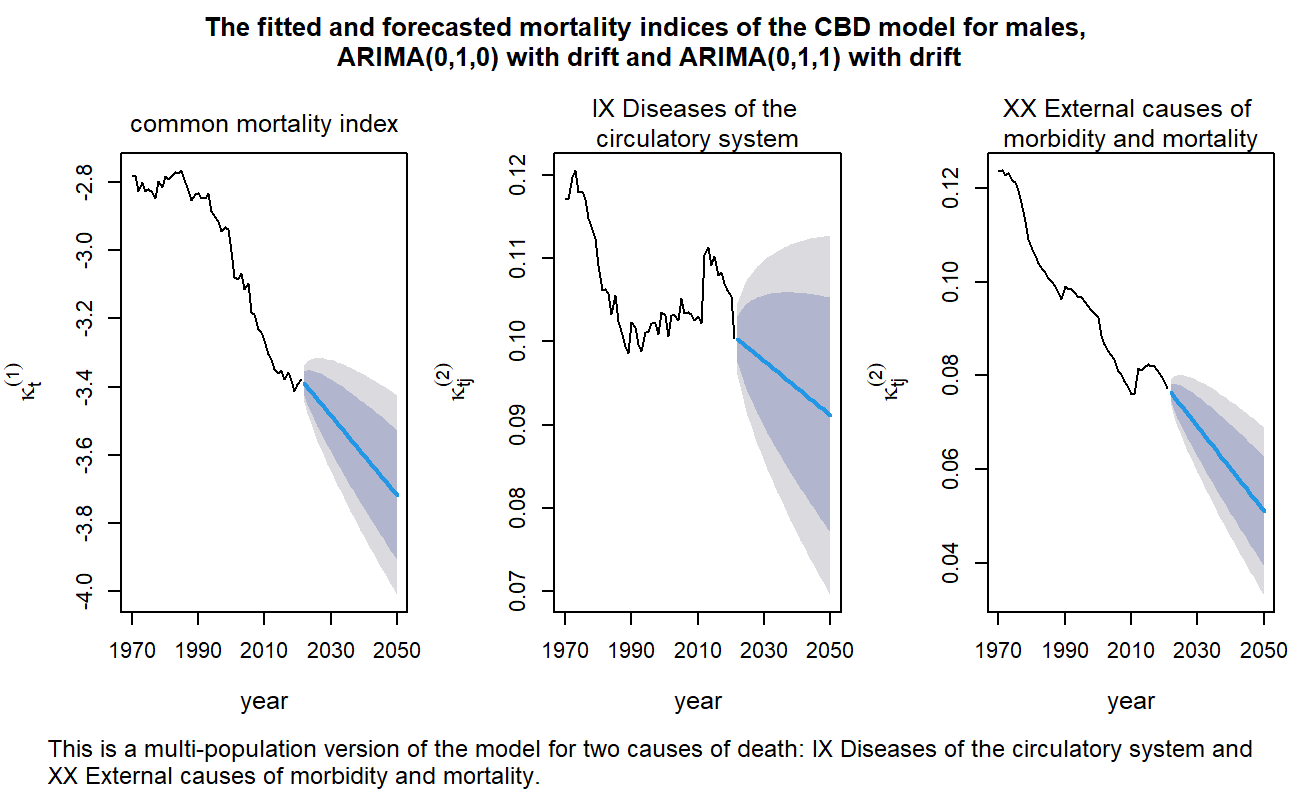 The fitted and forecasted mortality indices of the CBD model for males,
ARIMA(0,1,0) with drift and ARIMA(0,1,1) with drift
common mortality index
κt(1)
-2.8
-3.0
-3.2
-3.4
-3.6
-3.8
-4.0
1970 1990 2010 2030 2050
year
IX Diseases of the
circulatory system
κtj(2)
0.12
0.11
0.10
0.09
0.08
0.07
1970 1990 2010 2030 2050
year
XX External causes of
morbidity and mortality
κtj(2)
0.12
0.10
0.08
0.06
0.04
1970 1990 2010 2030 2050
year
This is a multi-population version of the model for two causes of death: IX Diseases of the circulatory system and
XX External causes of morbidity and mortality.